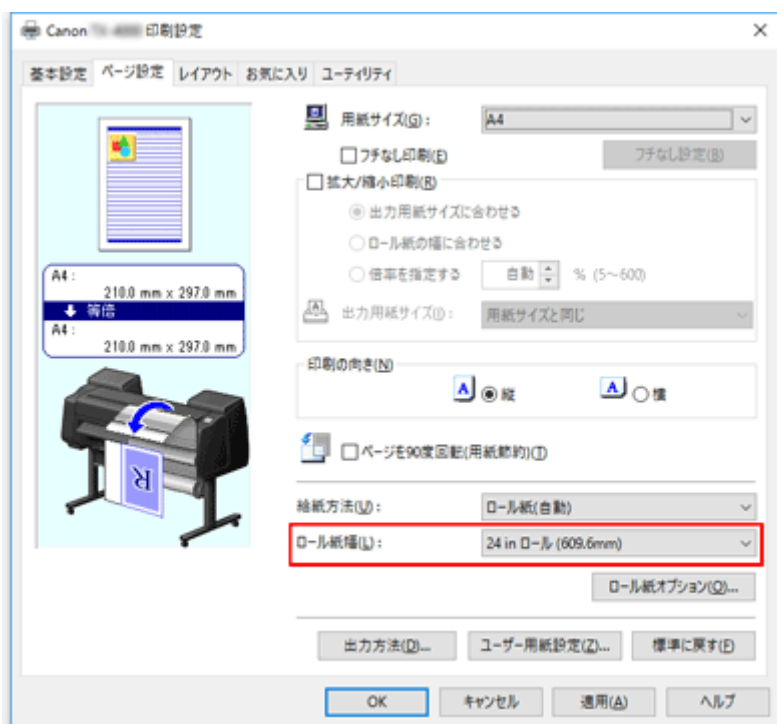 Canon 印刷設定
基本設定 ページ設定 レイアウト お気に入り ユーティリティ
用紙サイズ(G): A4
フチなし印刷(E) フチなし設定(B)
拡大/縮小印刷(R)
出力用紙サイズに合わせる
ロール紙の幅に合わせる
倍率を指定する 自動 % (5~600)
出力用紙サイズ(I): 用紙サイズと同じ
A4:
210.0 mm x 297.0 mm
等倍
A4:
210.0 mm x 297.0 mm
印刷の向き(N)
A 縦 A 横
ページを90度回転(用紙節約)(T)
R
給紙方法(U): ロール紙(自動)
ロール紙幅(L): 24 in ロール (609.6mm)
ロール紙オプション(O)...
出力方法(D)... ユーザー用紙設定(Z)... 標準に戻す(F)
OK キャンセル 適用(A) ヘルプ